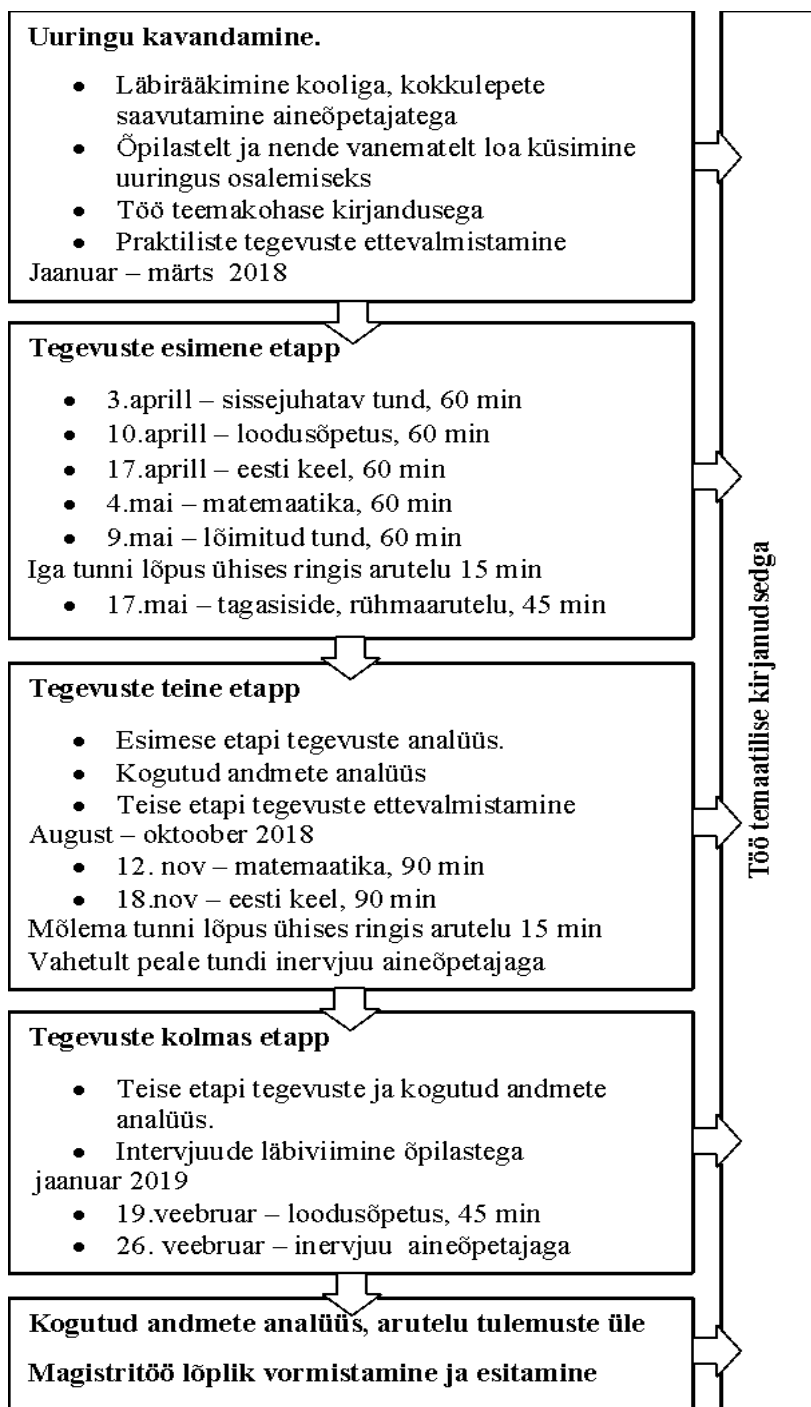 Uuringu kavandamine.
• Läbirääkimine kooliga, kokkulepete
saavutamine aineõpetajatega
• Õpilastelt ja nende vanematelt loa küsimine
uuringus osalemiseks
• Töö teemakohase kirjandusega
• Praktiliste tegevuste ettevalmistamine
Jaanuar – märts 2018
Tegevuste esimene etapp
• 3.aprill – sissejuhatav tund, 60 min
• 10.aprill – loodusõpetus, 60 min
• 17.aprill – eesti keel, 60 min
• 4.mai – matemaatika, 60 min
• 9.mai – lõimitud tund, 60 min
Iga tunni lõpus ühises ringis arutelu 15 min
• 17.mai – tagasiside, rühmaarutelu, 45 min
Tegevuste teine etapp
• Esimese etapi tegevuste analüüs.
• Kogutud andmete analüüs
• Teise etapi tegevuste ettevalmistamine
August – oktoober 2018
• 12. nov – matemaatika, 90 min
• 18.nov – eesti keel, 90 min
Mõlema tunni lõpus ühises ringis arutelu 15 min
Vahetult peale tundi inervjuu aineõpetajaga
Tegevuste kolmas etapp
• Teise etapi tegevuste ja kogutud andmete
analüüs.
• Intervjuude läbiviimine õpilastega
jaanuar 2019
• 19.veebruar – loodusõpetus, 45 min
• 26. veebruar – inervjuu aineõpetajaga
Kogutud andmete analüüs, arutelu tulemuste üle
Magistritöö lõplik vormistamine ja esitamine
Töö temaatilise kirjanudsedga